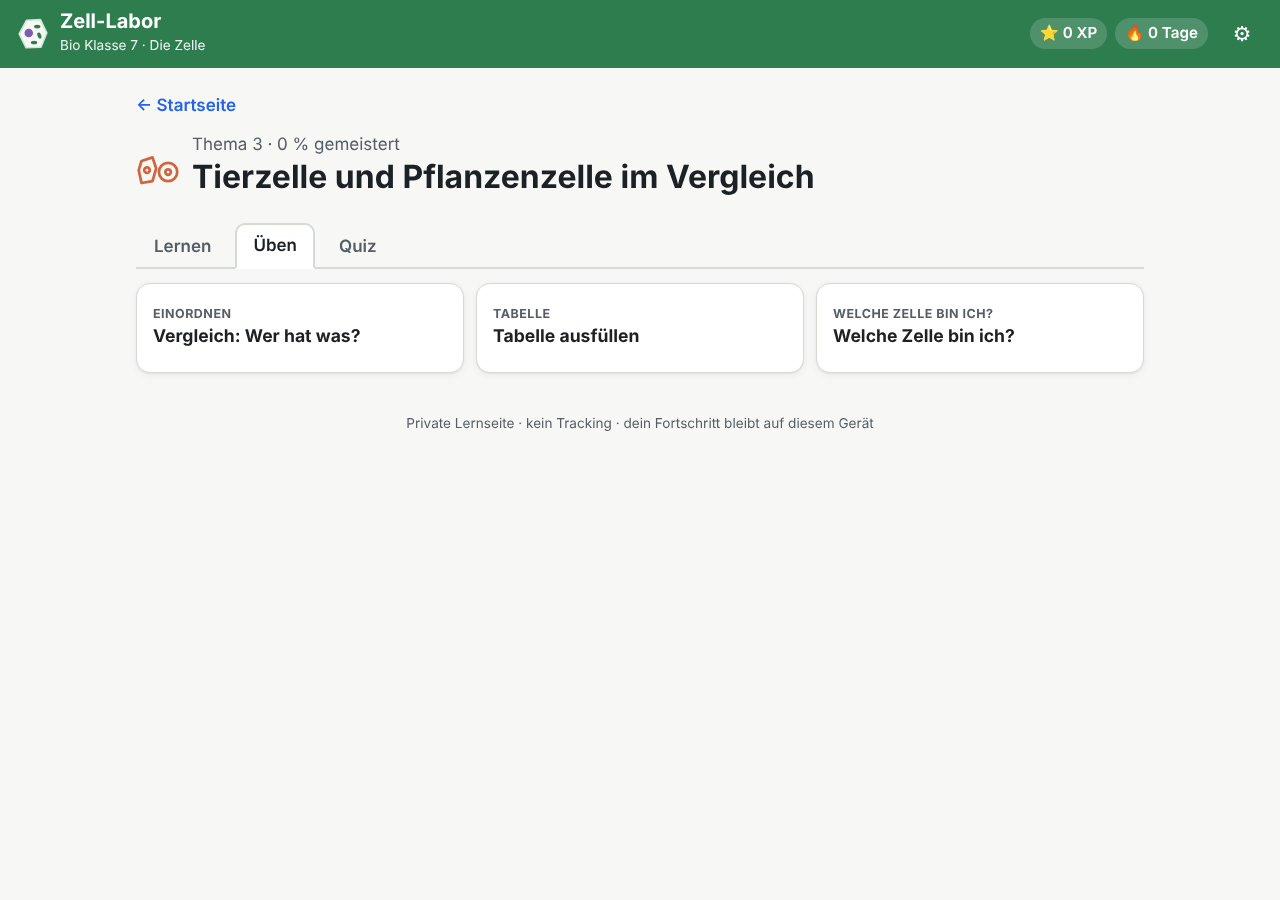 Zell-Labor
Bio Klasse 7 · Die Zelle
⭐ 0 XP
🔥 0 Tage
← Startseite
Thema 3 · 0 % gemeistert
Tierzelle und Pflanzenzelle im Vergleich
Lernen
Üben
Quiz
EINORDNEN
Vergleich: Wer hat was?
TABELLE
Tabelle ausfüllen
WELCHE ZELLE BIN ICH?
Welche Zelle bin ich?
Private Lernseite · kein Tracking · dein Fortschritt bleibt auf diesem Gerät